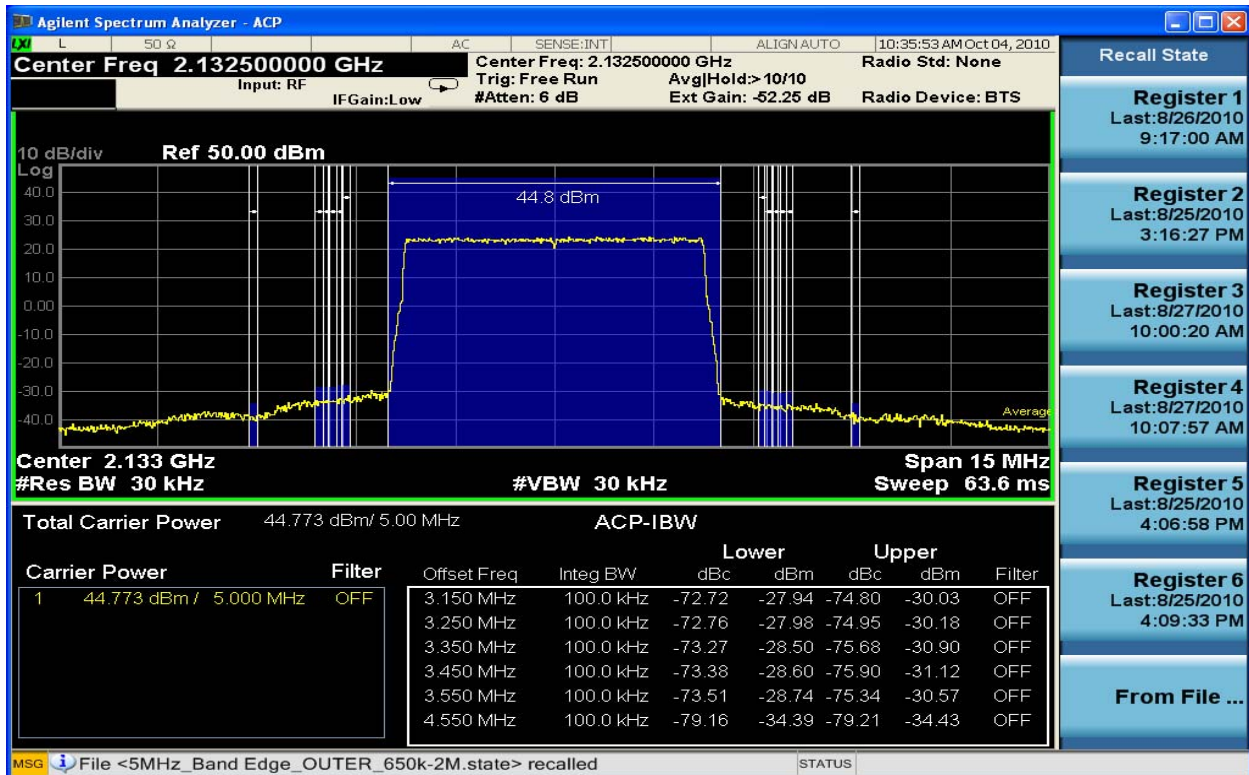 Agilent Spectrum Analyzer - ACP
LXI L 50 Ω AC SENSE:INT ALIGN AUTO 10:35:53 AM Oct 04, 2010
Center Freq 2.132500000 GHz
Input: RF
IFGain:Low
Center Freq: 2.132500000 GHz
Trig: Free Run
Avg|Hold:>10/10
#Atten: 6 dB
Ext Gain: -52.25 dB
Radio Std: None
Radio Device: BTS
10 dB/div
Ref 50.00 dBm
Log
40.0
30.0
20.0
10.0
0.00
-10.0
-20.0
-30.0
-40.0
44.8 dBm
Average
Center 2.133 GHz
Span 15 MHz
#Res BW 30 kHz
#VBW 30 kHz
Sweep 63.6 ms
Total Carrier Power 44.773 dBm/ 5.00 MHz
ACP-IBW
Carrier Power Filter
1 44.773 dBm / 5.000 MHz OFF
Lower Upper
Offset Freq Integ BW dBc dBm dBc dBm Filter
3.150 MHz 100.0 kHz -72.72 -27.94 -74.80 -30.03 OFF
3.250 MHz 100.0 kHz -72.76 -27.98 -74.95 -30.18 OFF
3.350 MHz 100.0 kHz -73.27 -28.50 -75.68 -30.90 OFF
3.450 MHz 100.0 kHz -73.38 -28.60 -75.90 -31.12 OFF
3.550 MHz 100.0 kHz -73.51 -28.74 -75.34 -30.57 OFF
4.550 MHz 100.0 kHz -79.16 -34.39 -79.21 -34.43 OFF
MSG File <5MHz_Band Edge_OUTER_650k-2M.state> recalled
STATUS
Recall State
Register 1
Last:8/26/2010
9:17:00 AM
Register 2
Last:8/25/2010
3:16:27 PM
Register 3
Last:8/27/2010
10:00:20 AM
Register 4
Last:8/27/2010
10:07:57 AM
Register 5
Last:8/25/2010
4:06:58 PM
Register 6
Last:8/25/2010
4:09:33 PM
From File ...